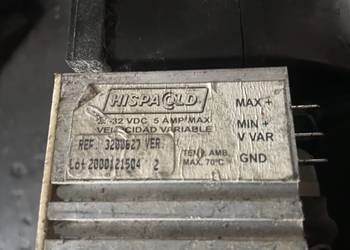 HISPACOLD
-32 VDC 5 AMP MAX
VELOCIDAD VARIABLE
REF. 3200627 VER
Lot 2000121504 2
TEMP. AMB.
MAX. 70°C
MAX +
MIN +
V VAR
GND